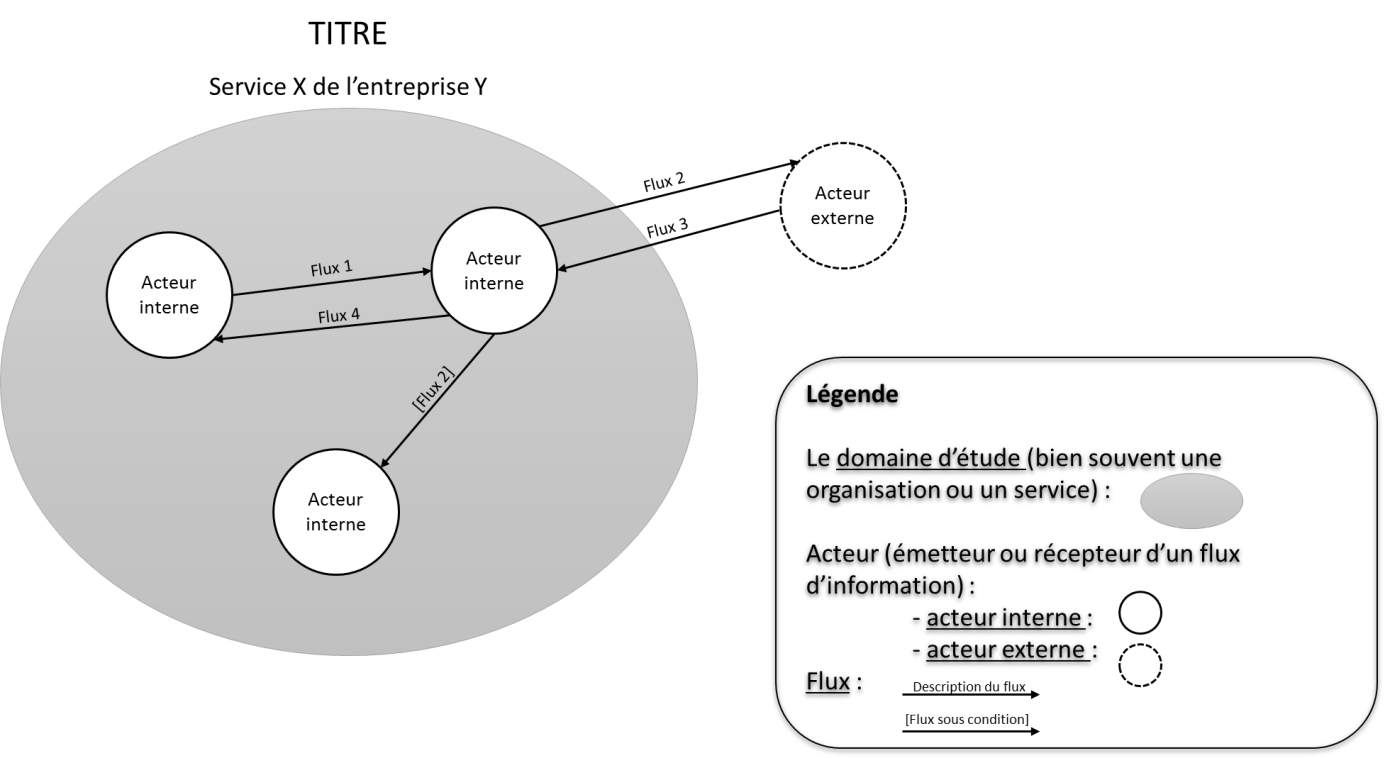 TITRE
Service X de l’entreprise Y
Flux 2
Acteur
externe
Flux 3
Acteur
interne
Flux 1
Acteur
interne
Flux 4
[Flux 2]
Acteur
interne
Légende
Le domaine d’étude (bien souvent une
organisation ou un service) :
Acteur (émetteur ou récepteur d’un flux
d’information) :
- acteur interne :
- acteur externe :
Flux :
Description du flux
[Flux sous condition]